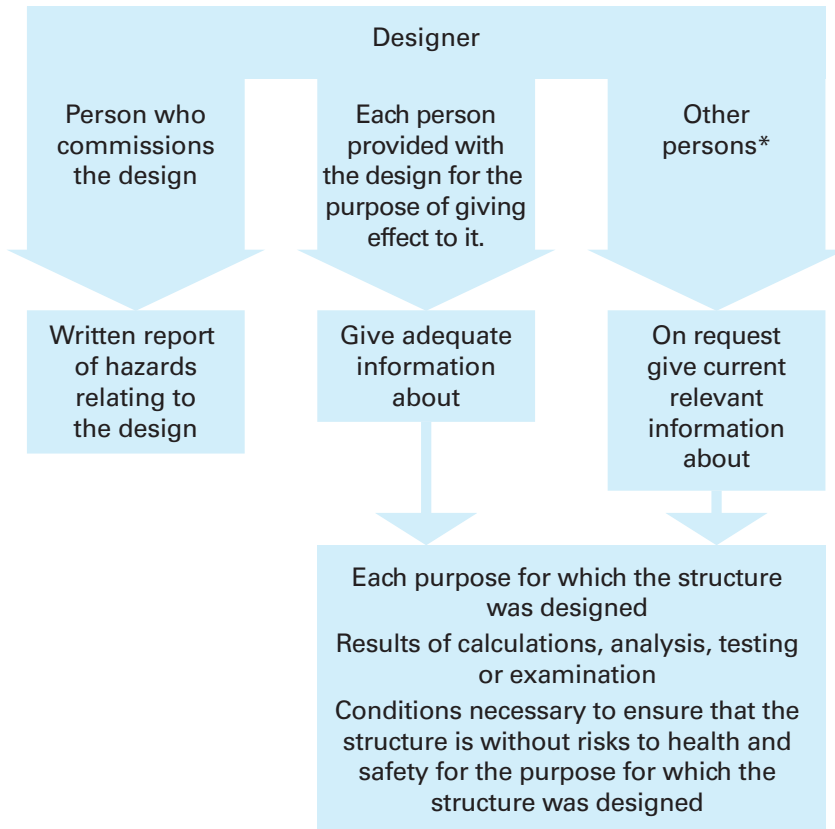 Designer
Person who
commissions
the design
Each person
provided with
the design for the
purpose of giving
effect to it.
Other
persons*
Written report
of hazards
relating to
the design
Give adequate
information
about
On request
give current
relevant
information
about
Each purpose for which the structure
was designed
Results of calculations, analysis, testing
or examination
Conditions necessary to ensure that the
structure is without risks to health and
safety for the purpose for which the
structure was designed